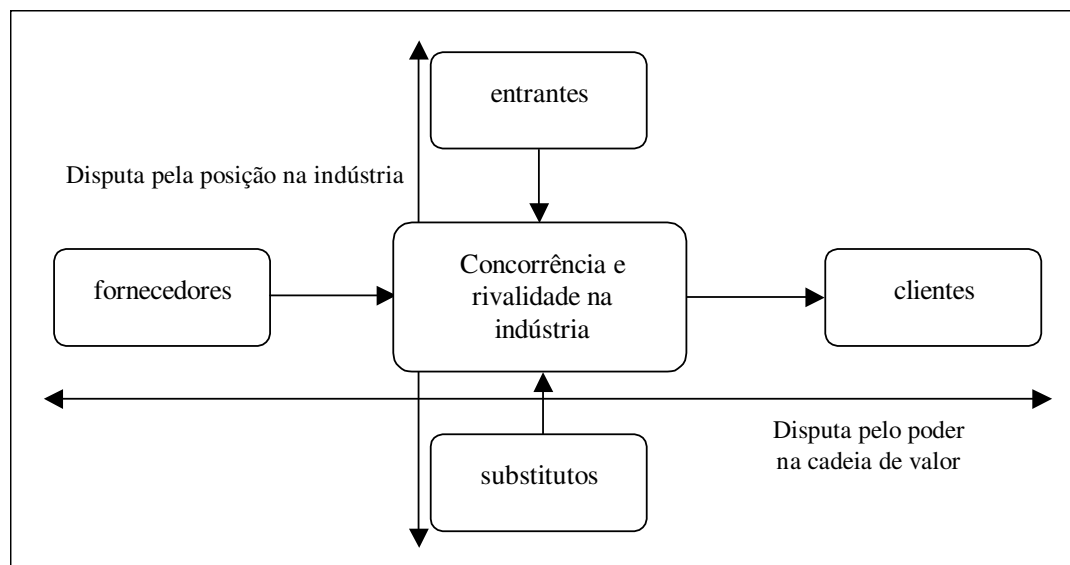 entrantes
Disputa pela posição na indústria
fornecedores
Concorrência e
rivalidade na
indústria
clientes
Disputa pelo poder
na cadeia de valor
substitutos